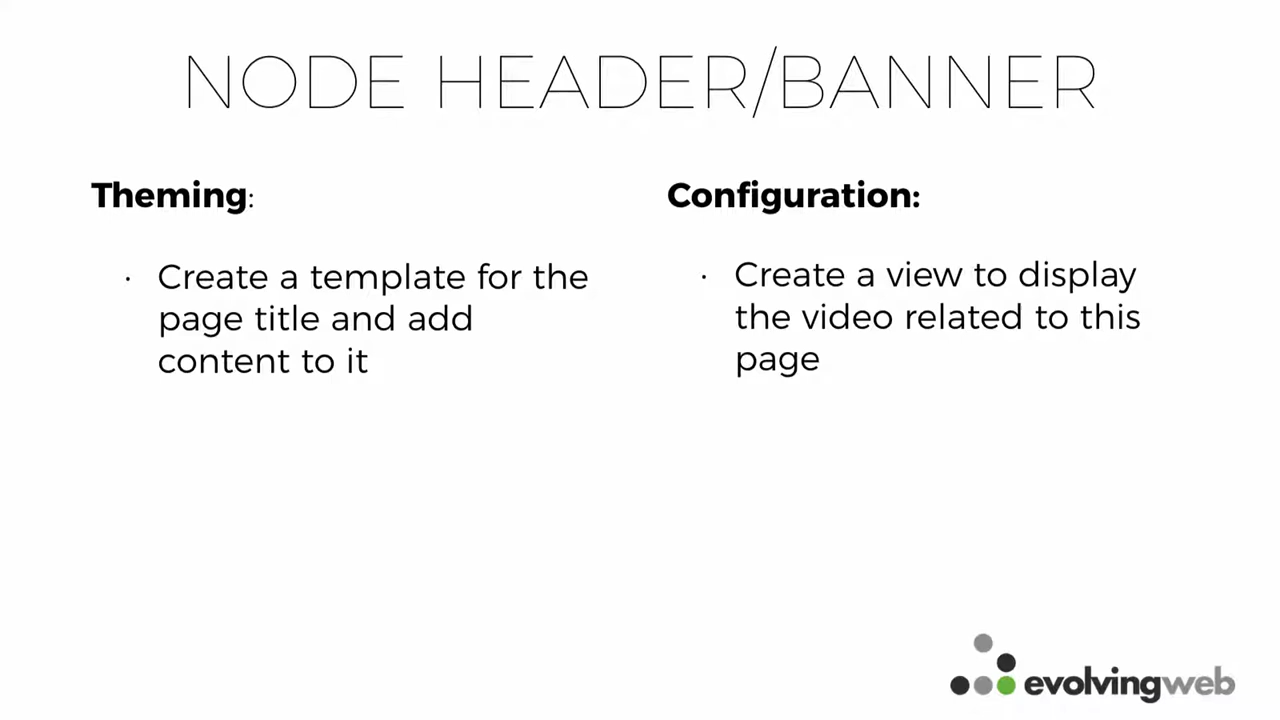 NODE HEADER/BANNER
Theming:
· Create a template for the
page title and add
content to it
Configuration:
· Create a view to display
the video related to this
page
evolvingweb